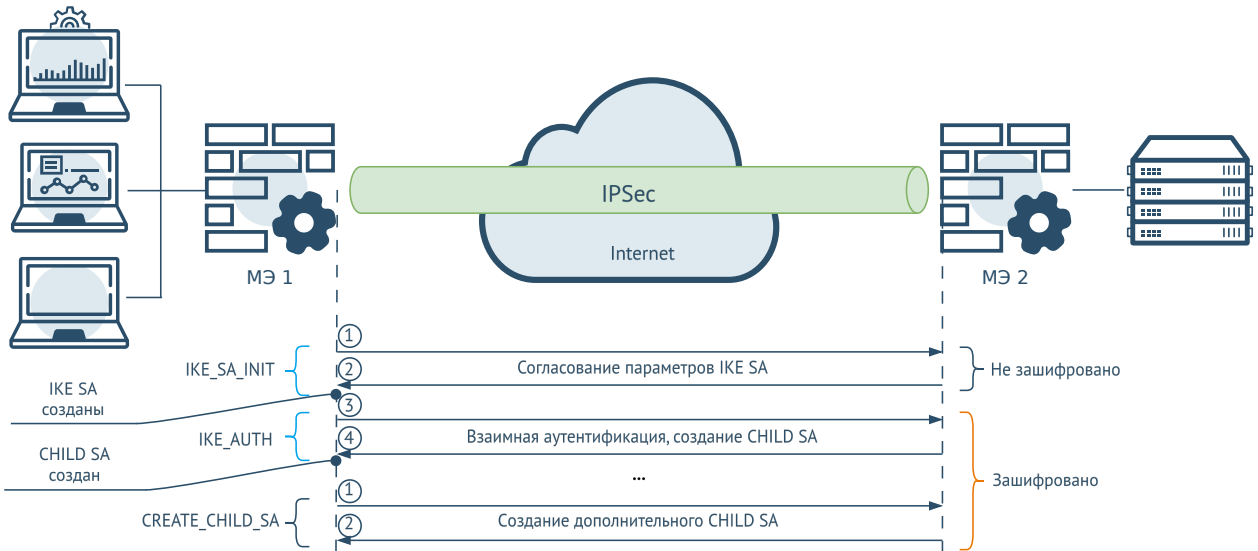 IPSec
Internet
МЭ 1
МЭ 2
1
IKE_SA_INIT
2
Согласование параметров IKE SA
Не зашифровано
IKE SA
созданы
3
IKE_AUTH
4
Взаимная аутентификация, создание CHILD SA
CHILD SA
создан
...
Зашифровано
1
CREATE_CHILD_SA
2
Создание дополнительного CHILD SA